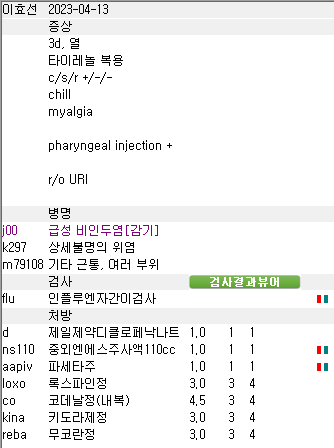 이효선 2023-04-13
증상
3d, 열
타이레놀 복용
c/s/r +/-/-
chill
myalgia
pharyngeal injection +
r/o URI
병명
j00 급성 비인두염[감기]
k297 상세불명의 위염
m79108 기타 근통, 여러 부위
검사 검사결과뷰어
flu 인플루엔자간이검사
처방
d 제일제약디클로페낙나트 1,0 1 1
ns110 중외엔에스주사액110cc 1,0 1 1
aapiv 파세타주 1,0 1 1
loxo 록스파인정 3,0 3 4
co 코데날정(내복) 4,5 3 4
kina 키도라제정 3,0 3 4
reba 무코란정 3,0 3 4